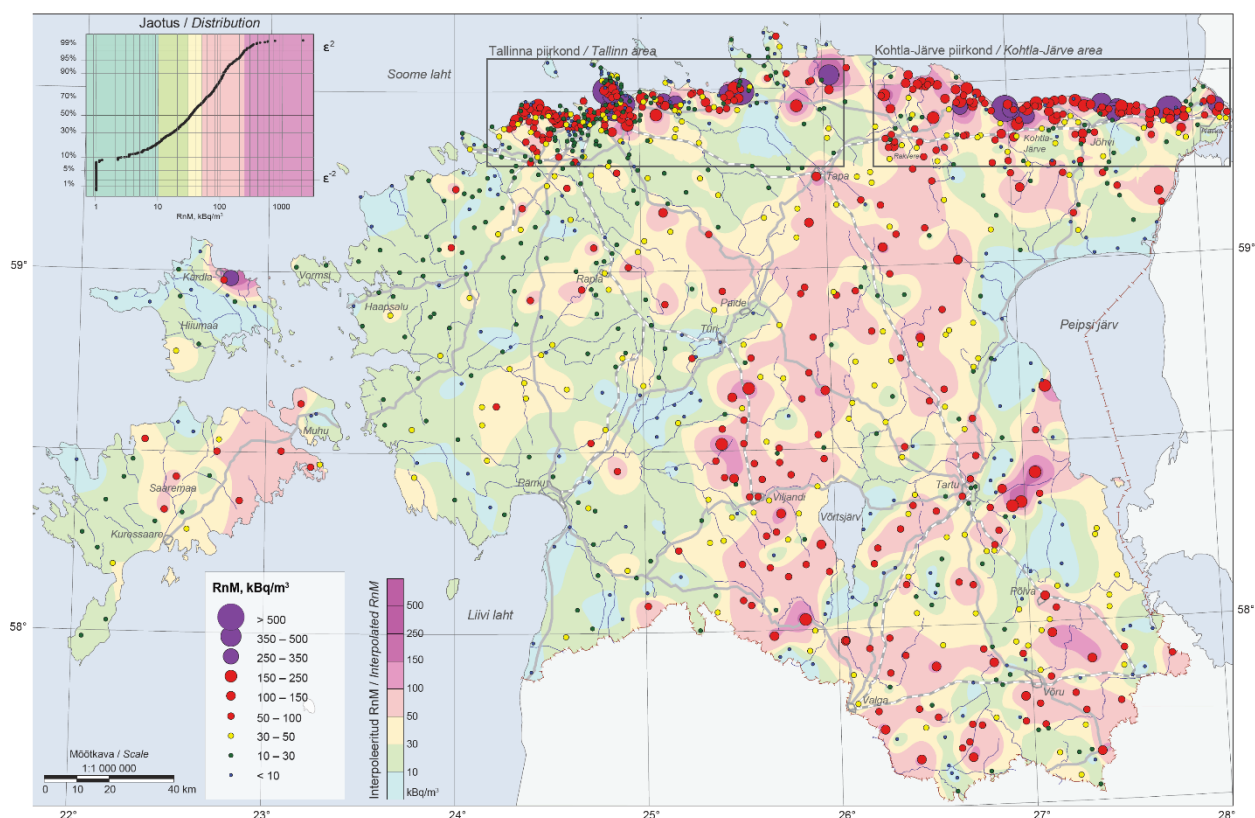 Jaotus / Distribution
99%
95%
90%
70%
50%
30%
10%
5%
1%
ε2
ε-2
1
10
100
1000
RnM, kBq/m3
Soome laht
Tallinna piirkond / Tallinn area
Kohtla-Järve piirkond / Kohtla-Järve area
Narva
Kohtla-
Järve
Jõhvi
Rakvere
Tapa
59°
59°
Kärdla
Vormsi
Hiiumaa
Haapsalu
Rapla
Paide
Türi
Peipsi järv
Muhu
Saaremaa
Kuressaare
Pärnu
Viljandi
Võrtsjärv
Tartu
Põlva
Liivi laht
58°
58°
Võru
Valga
RnM, kBq/m3
> 500
350 – 500
250 – 350
150 – 250
100 – 150
50 – 100
30 – 50
10 – 30
< 10
Interpoleeritud RnM / Interpolated RnM
500
250
150
100
50
30
10
kBq/m3
Mõõtkava / Scale
1:1 000 000
0 10 20 40 km
22° 23° 24° 25° 26° 27° 28°